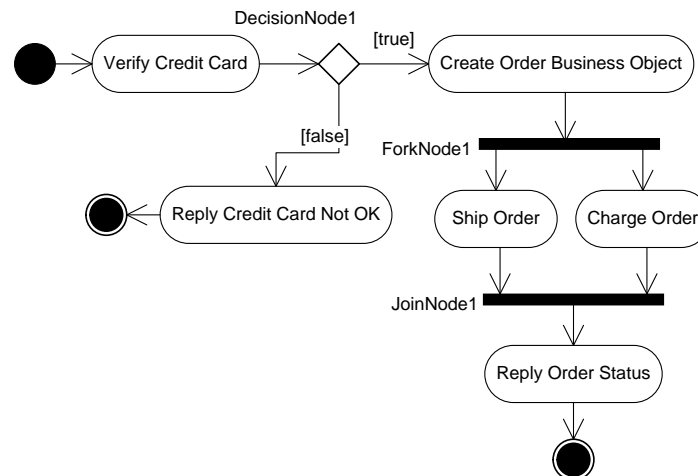 DecisionNode1
[true]
Verify Credit Card
Create Order Business Object
[false]
ForkNode1
Reply Credit Card Not OK
Ship Order
Charge Order
JoinNode1
Reply Order Status